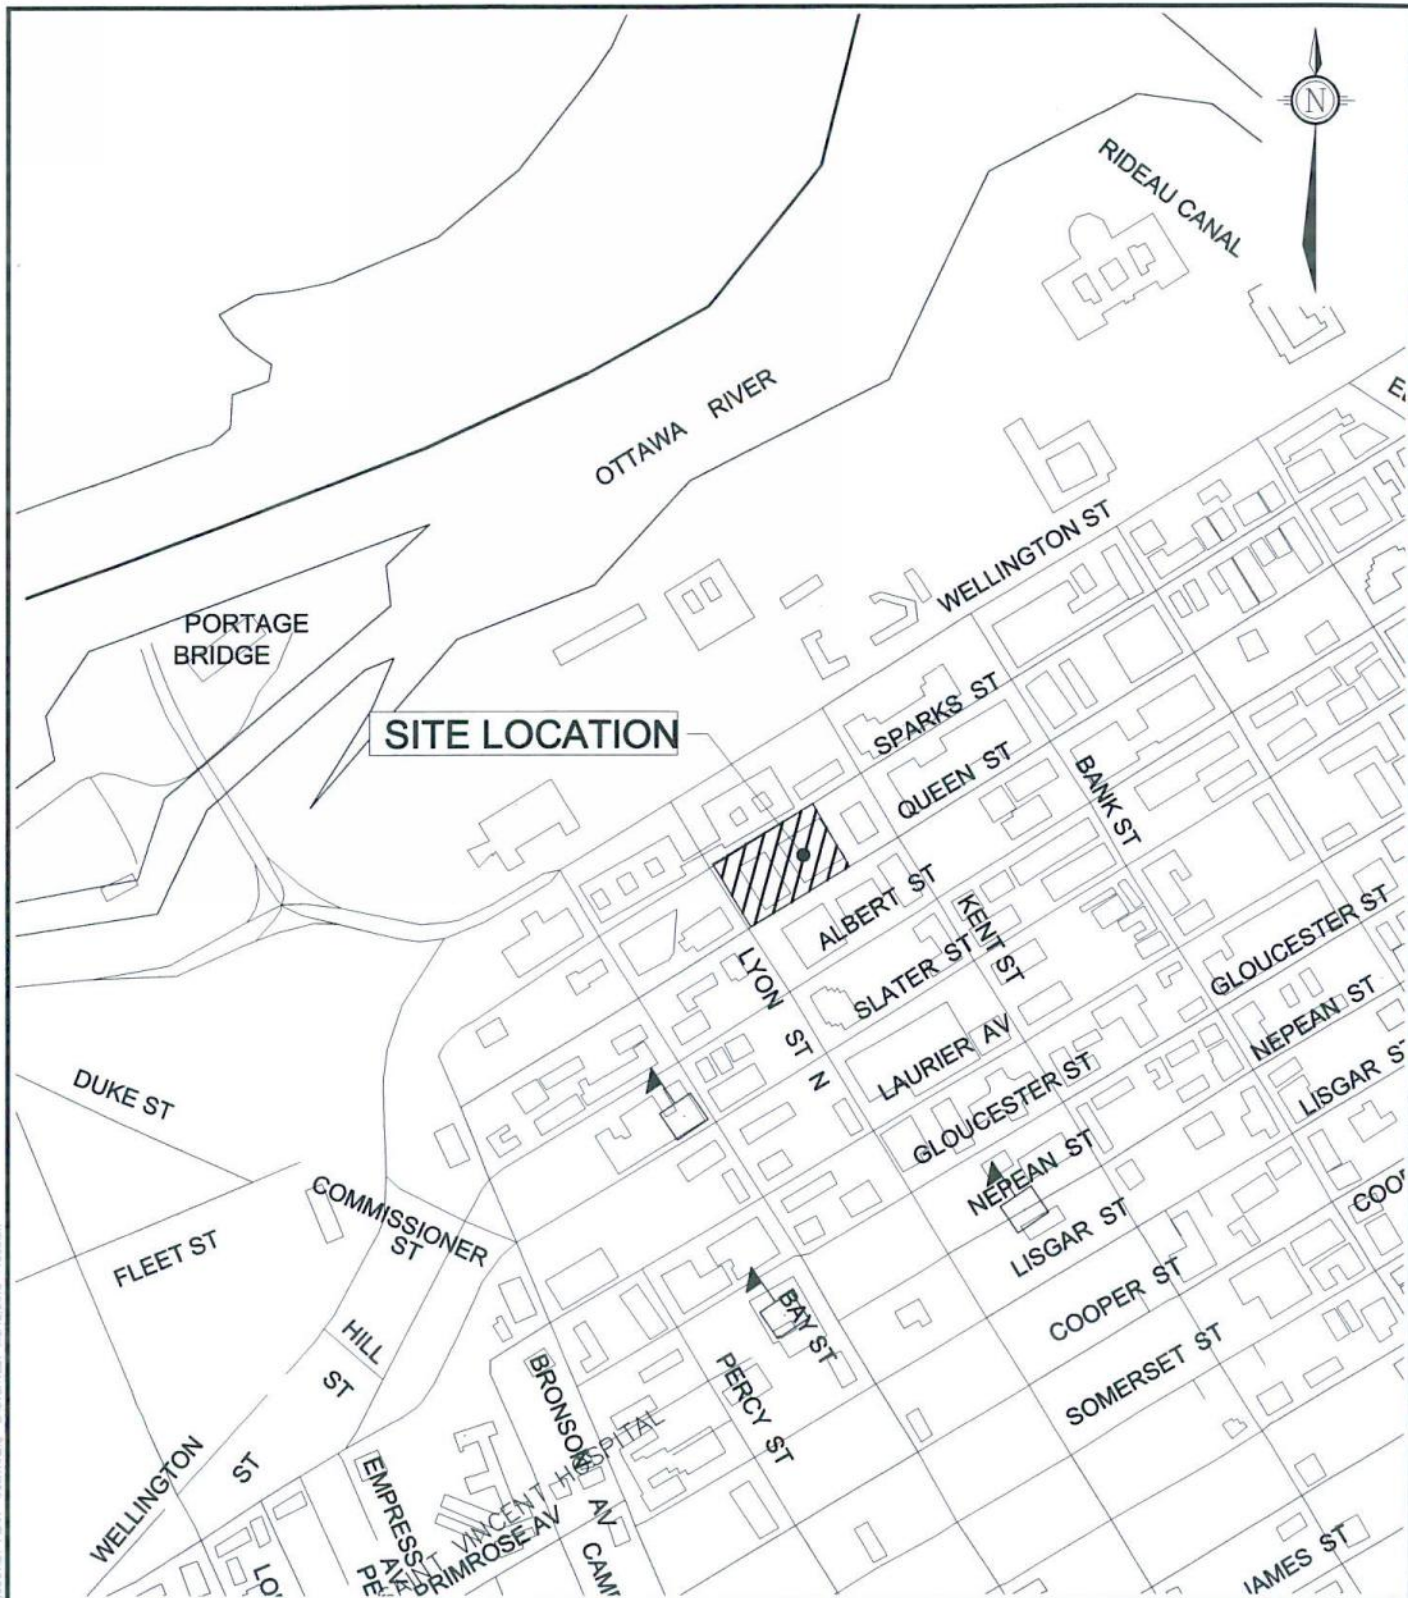 N
RIDEAU CANAL
OTTAWA RIVER
WELLINGTON ST
PORTAGE
BRIDGE
SITE LOCATION
SPARKS ST
QUEEN ST
BANK ST
ALBERT ST
KENT ST
SLATER ST
LYON ST N
GLOUCESTER ST
NEPEAN ST
LISGAR ST
LAURIER AV
GLOUCESTER ST
NEPEAN ST
LISGAR ST
COOPER ST
SOMERSET ST
DUKE ST
COMMISSIONER
ST
FLEET ST
HILL
ST
BAY ST
PERCY ST
BRONSON AV
WELLINGTON ST
EMPRESS
AV
VINCENT HOSPITAL
PRIMROSE AV
JAMES ST